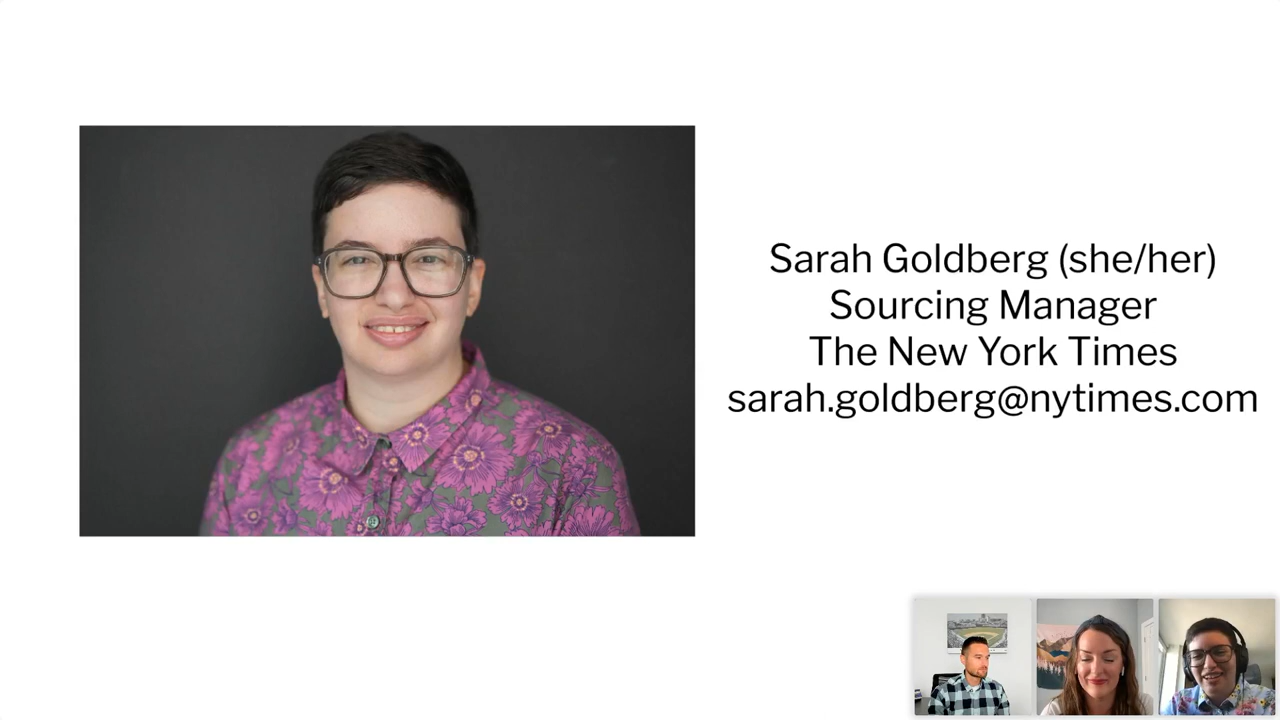 Sarah Goldberg (she/her)
Sourcing Manager
The New York Times
sarah.goldberg@nytimes.com